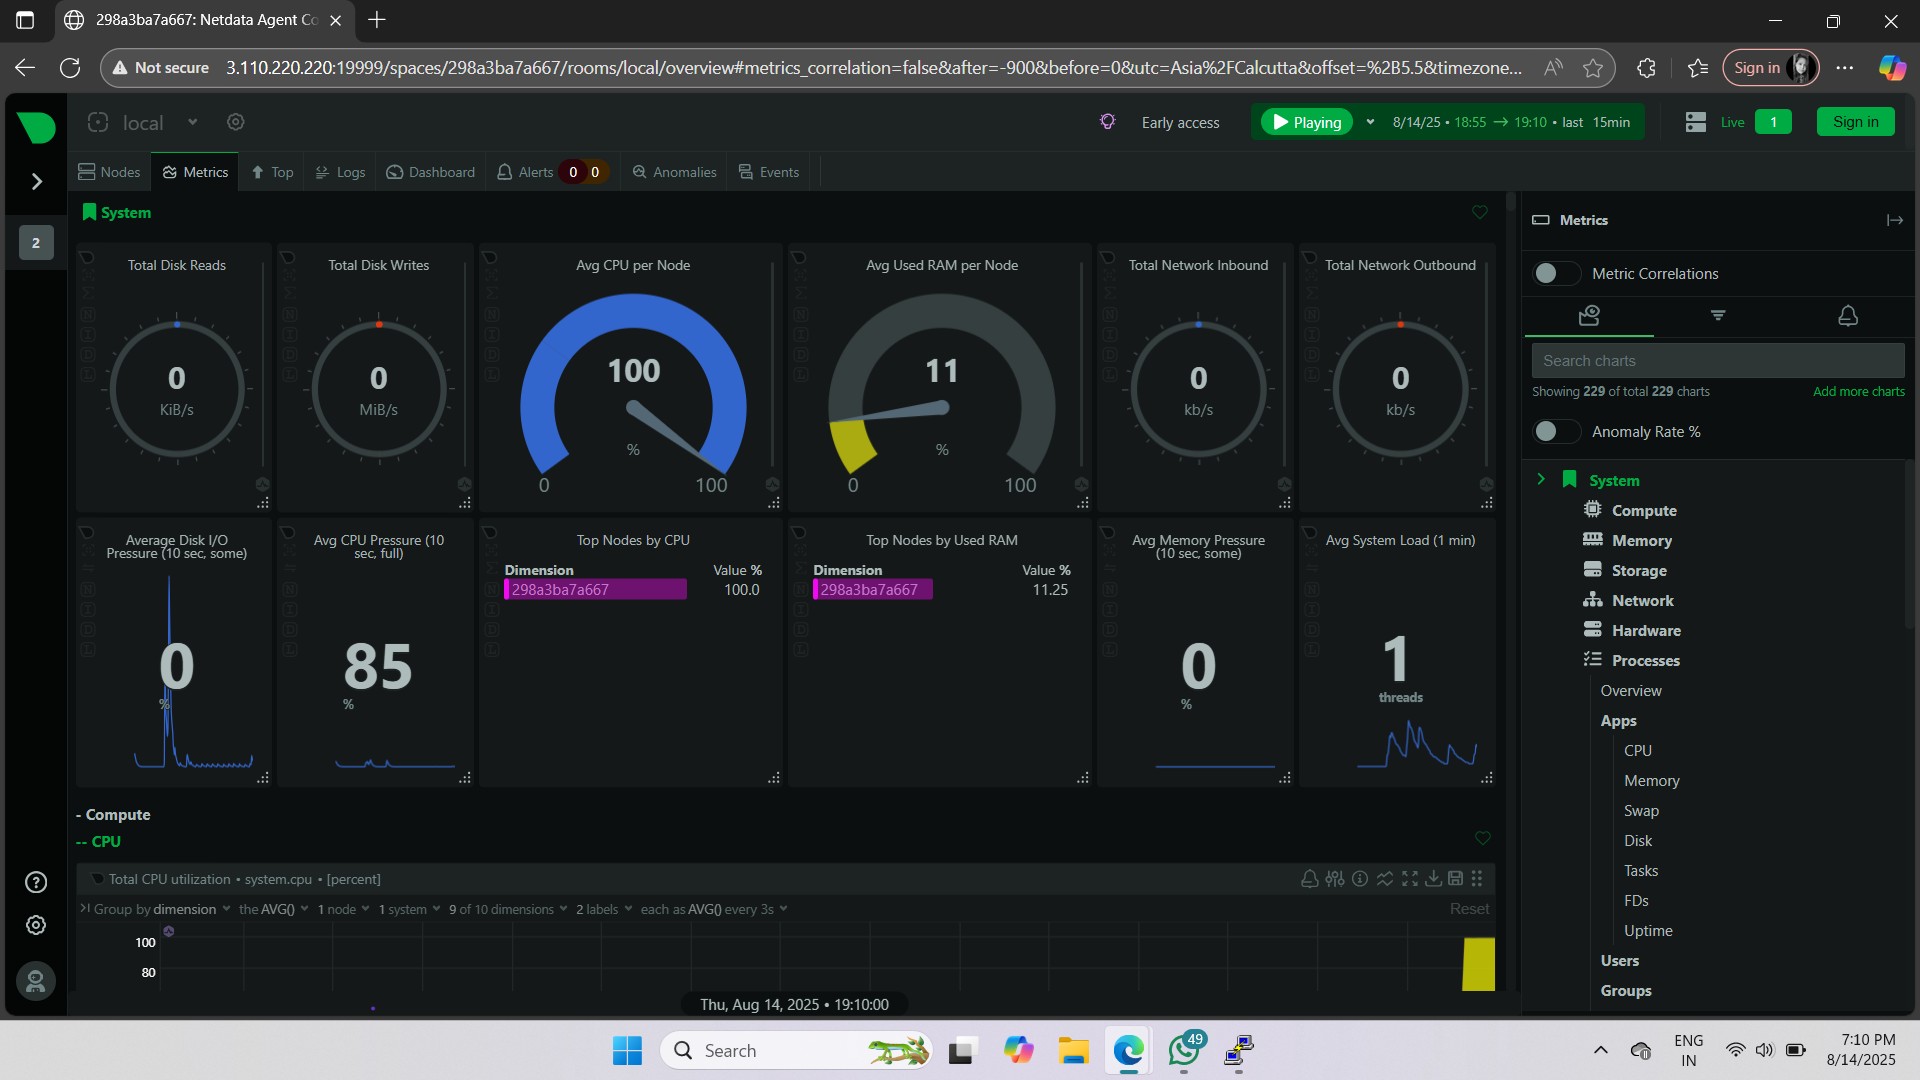 298a3ba7a667: Netdata Agent Co
Not secure 3.110.220.220:19999/spaces/298a3ba7a667/rooms/local/overview#metrics_correlation=false&after=-900&before=0&utc=Asia%2FCalcutta&offset=%2B5.5&timezone...
Sign in
local
Early access
Playing
8/14/25 • 18:55 → 19:10 • last 15min
Live 1
Sign in
Nodes Metrics Top Logs Dashboard Alerts 0 0 Anomalies Events
2
System
Total Disk Reads
0
KiB/s
Total Disk Writes
0
MiB/s
Avg CPU per Node
100
%
0 100
Avg Used RAM per Node
11
%
0 100
Total Network Inbound
0
kb/s
Total Network Outbound
0
kb/s
Average Disk I/O
Pressure (10 sec, some)
0
%
Avg CPU Pressure (10
sec, full)
85
%
Top Nodes by CPU
Dimension Value %
298a3ba7a667 100.0
Top Nodes by Used RAM
Dimension Value %
298a3ba7a667 11.25
Avg Memory Pressure
(10 sec, some)
0
%
Avg System Load (1 min)
1
threads
- Compute
-- CPU
Total CPU utilization • system.cpu • [percent]
Group by dimension the AVG() 1 node 1 system 9 of 10 dimensions 2 labels each as AVG() every 3s Reset
100
80
Thu, Aug 14, 2025 • 19:10:00
Metrics
Metric Correlations
Search charts
Showing 229 of total 229 charts Add more charts
Anomaly Rate %
System
Compute
Memory
Storage
Network
Hardware
Processes
Overview
Apps
CPU
Memory
Swap
Disk
Tasks
FDs
Uptime
Users
Groups
Search
49
ENG
IN
7:10 PM
8/14/2025